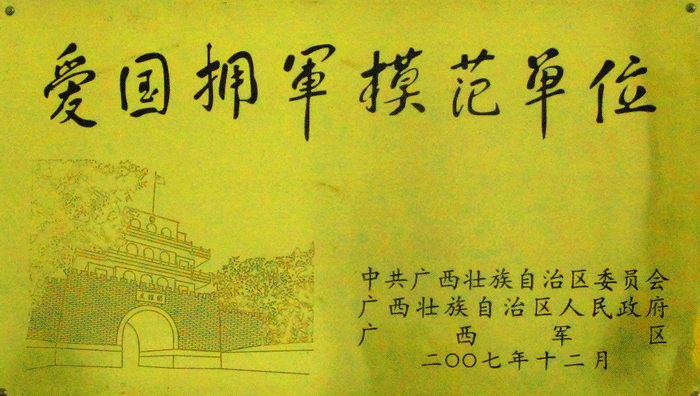 爱国拥軍模范单位
中共广西壮族自治区委员会
广西壮族自治区人民政府
广西军区
二〇〇七年十二月